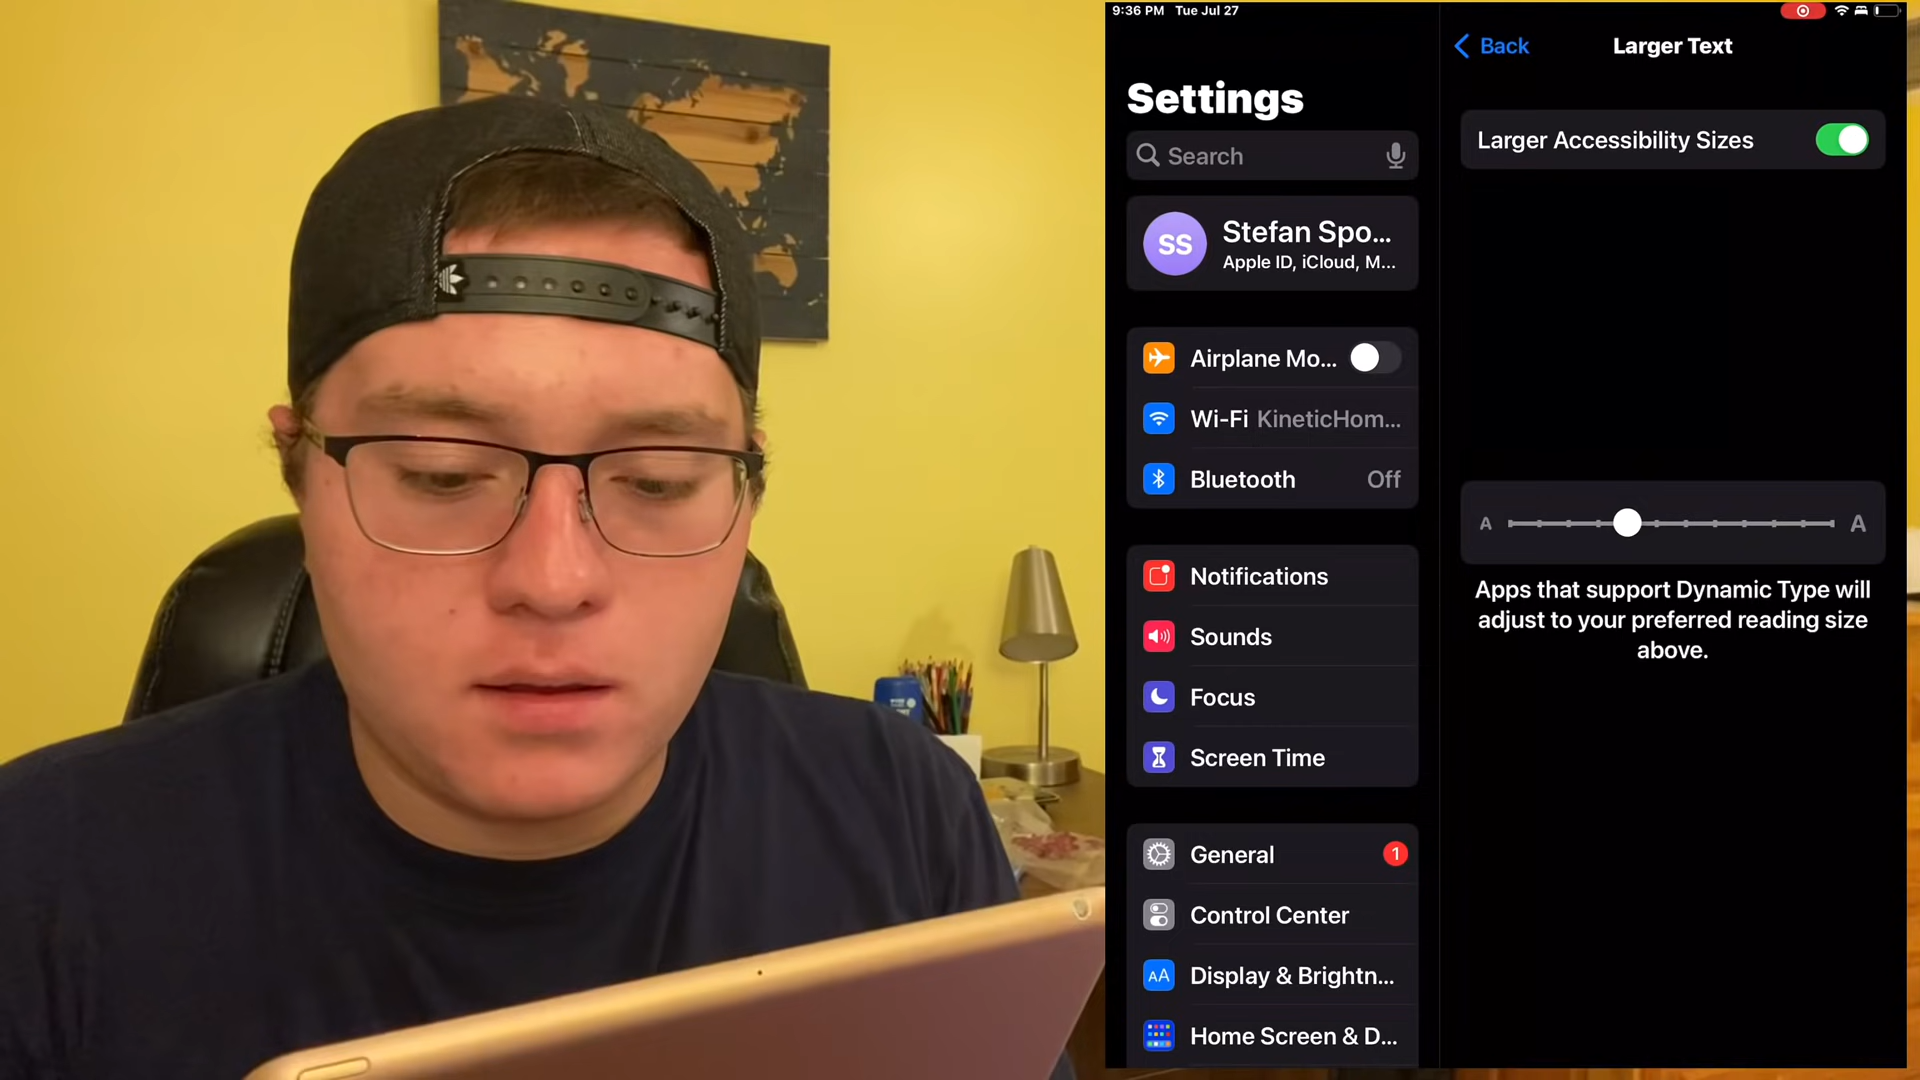 9:36 PM Tue Jul 27
Settings
Search
SS
Stefan Spo...
Apple ID, iCloud, M...
Airplane Mo...
Wi-Fi KineticHom...
Bluetooth Off
Notifications
Sounds
Focus
Screen Time
General 1
Control Center
AA Display & Brightn...
Home Screen & D...
Back Larger Text
Larger Accessibility Sizes
A A
Apps that support Dynamic Type will
adjust to your preferred reading size
above.